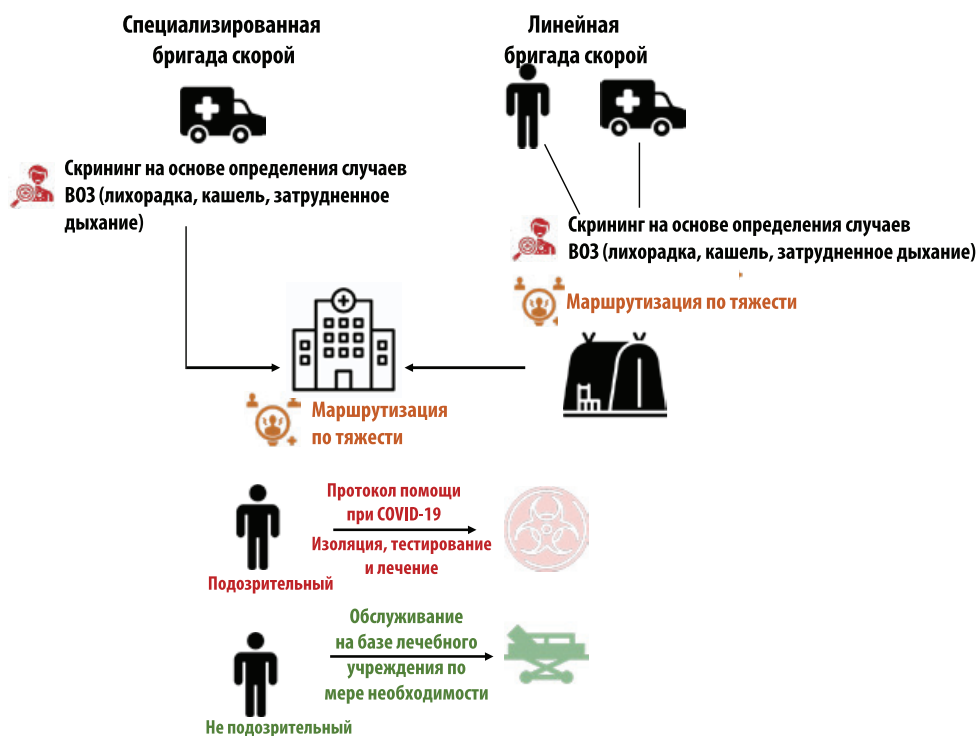 Специализированная
бригада скорой
Линейная
бригада скорой
Скрининг на основе определения случаев
ВОЗ (лихорадка, кашель, затрудненное
дыхание)
Скрининг на основе определения случаев
ВОЗ (лихорадка, кашель, затрудненное дыхание)
Маршрутизация по тяжести
Маршрутизация
по тяжести
Протокол помощи
при COVID-19
Изоляция, тестирование
и лечение
Подозрительный
Обслуживание
на базе лечебного
учреждения по
мере необходимости
Не подозрительный